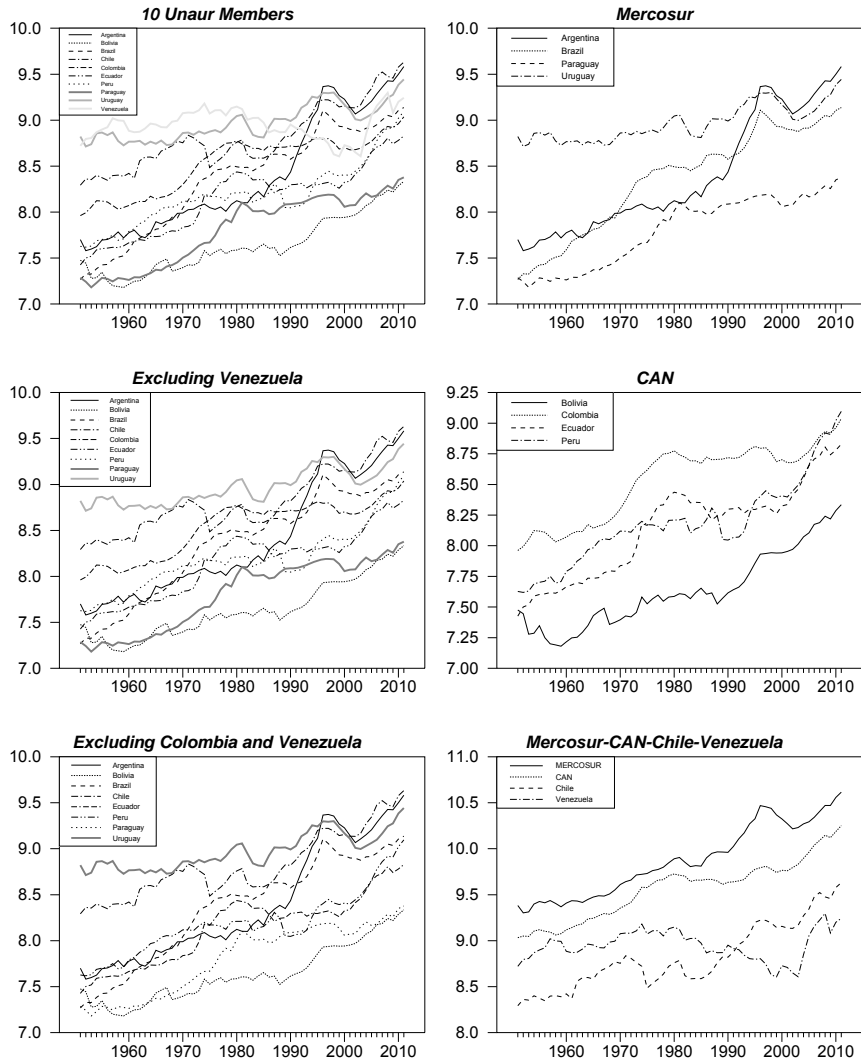 10 Unaur Members
10.0
9.5
9.0
8.5
8.0
7.5
7.0
Argentina
Bolivia
Brazil
Chile
Colombia
Ecuador
Peru
Paraguay
Uruguay
Venezuela
1960 1970 1980 1990 2000 2010
Mercosur
10.0
9.5
9.0
8.5
8.0
7.5
7.0
Argentina
Brazil
Paraguay
Uruguay
1960 1970 1980 1990 2000 2010
Excluding Venezuela
10.0
9.5
9.0
8.5
8.0
7.5
7.0
Argentina
Bolivia
Brazil
Chile
Colombia
Ecuador
Peru
Paraguay
Uruguay
1960 1970 1980 1990 2000 2010
CAN
9.25
9.00
8.75
8.50
8.25
8.00
7.75
7.50
7.25
7.00
Bolivia
Colombia
Ecuador
Peru
1960 1970 1980 1990 2000 2010
Excluding Colombia and Venezuela
10.0
9.5
9.0
8.5
8.0
7.5
7.0
Argentina
Bolivia
Brazil
Chile
Ecuador
Peru
Paraguay
Uruguay
1960 1970 1980 1990 2000 2010
Mercosur-CAN-Chile-Venezuela
11.0
10.5
10.0
9.5
9.0
8.5
8.0
MERCOSUR
CAN
Chile
Venezuela
1960 1970 1980 1990 2000 2010